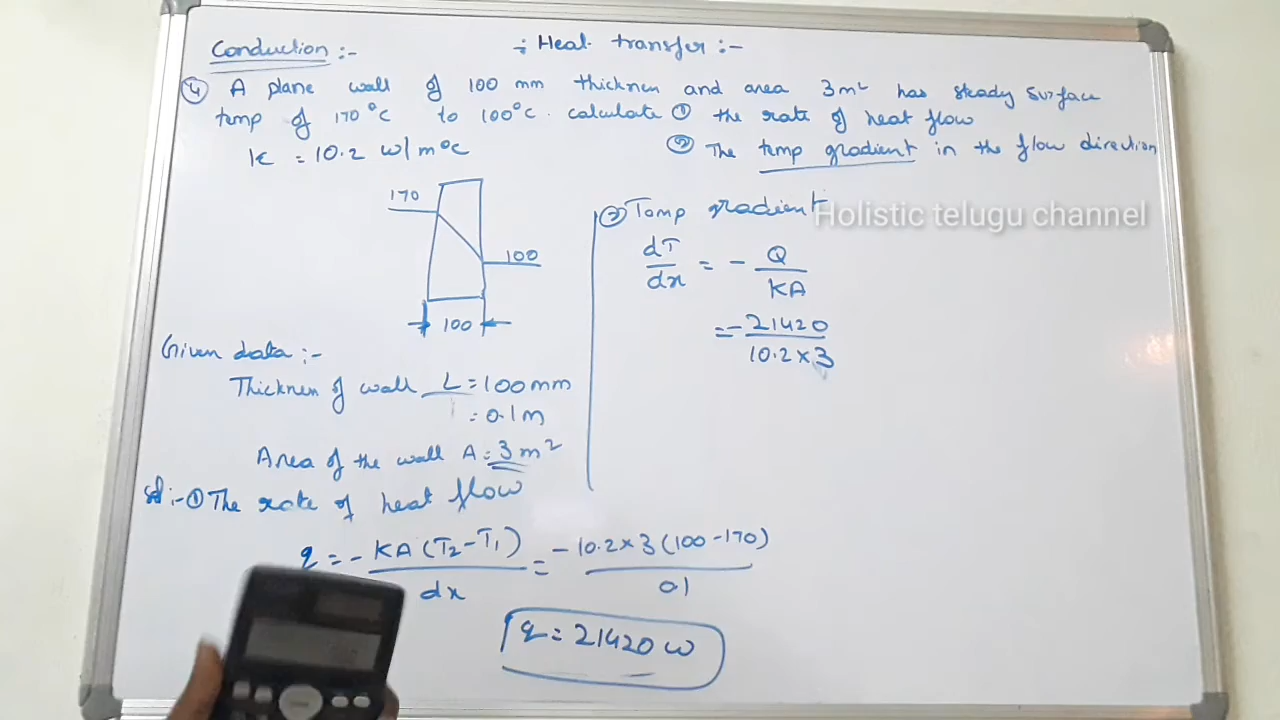 Conduction :- ÷ Heat transfer :-
④ A plane wall of 100 mm thicknen and area 3m² has steady surface
temp of 170°C to 100°C. calculate ① the rate of heat flow
K = 10.2 W/m°C
② The temp gradient in the flow direction
170
100
100
Given data :-
Thicknen of wall L = 100 mm
= 0.1m
Area of the wall A = 3m²
Sol :- ① The rate of heat flow
q = - KA (T₂ - T₁) / dx = - 10.2 × 3 (100 - 170) / 0.1
q = 21420 W
② Temp gradient
dT/dx = - Q/KA
= - 21420 / 10.2 × 3
Holistic telugu channel